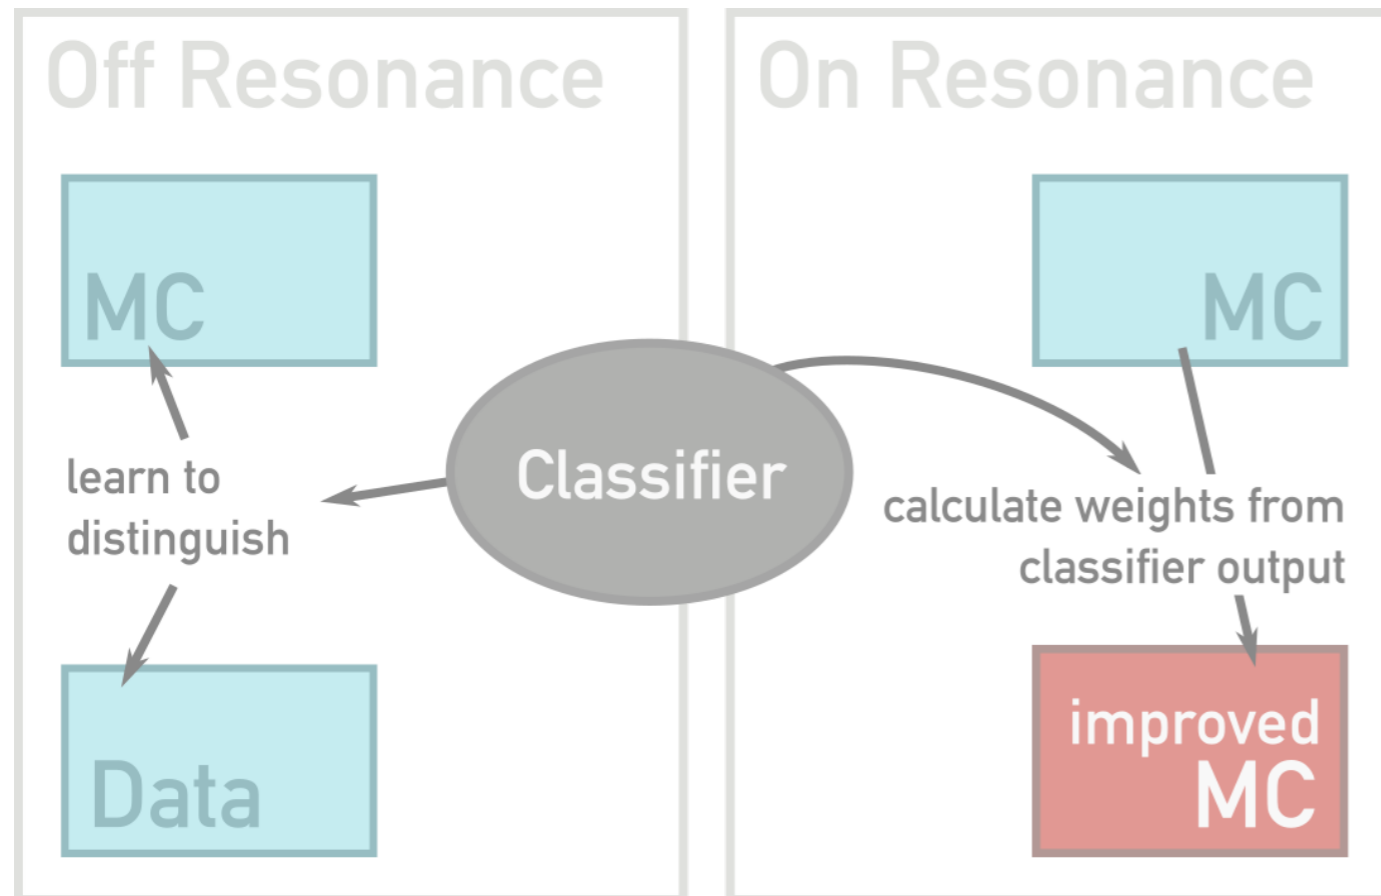 Off Resonance
MC
learn to
distinguish
Data
Classifier
On Resonance
MC
calculate weights from
classifier output
improved
MC